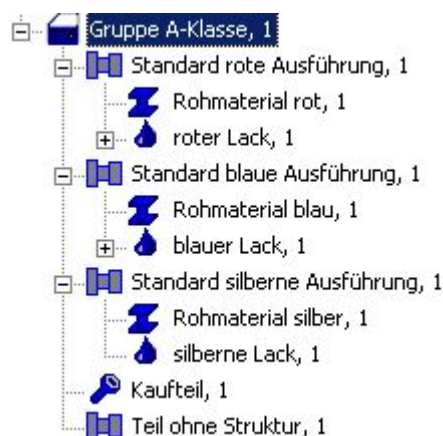 Gruppe A-Klasse, 1
Standard rote Ausführung, 1
Rohmaterial rot, 1
roter Lack, 1
Standard blaue Ausführung, 1
Rohmaterial blau, 1
blauer Lack, 1
Standard silberne Ausführung, 1
Rohmaterial silber, 1
silberne Lack, 1
Kaufteil, 1
Teil ohne Struktur, 1